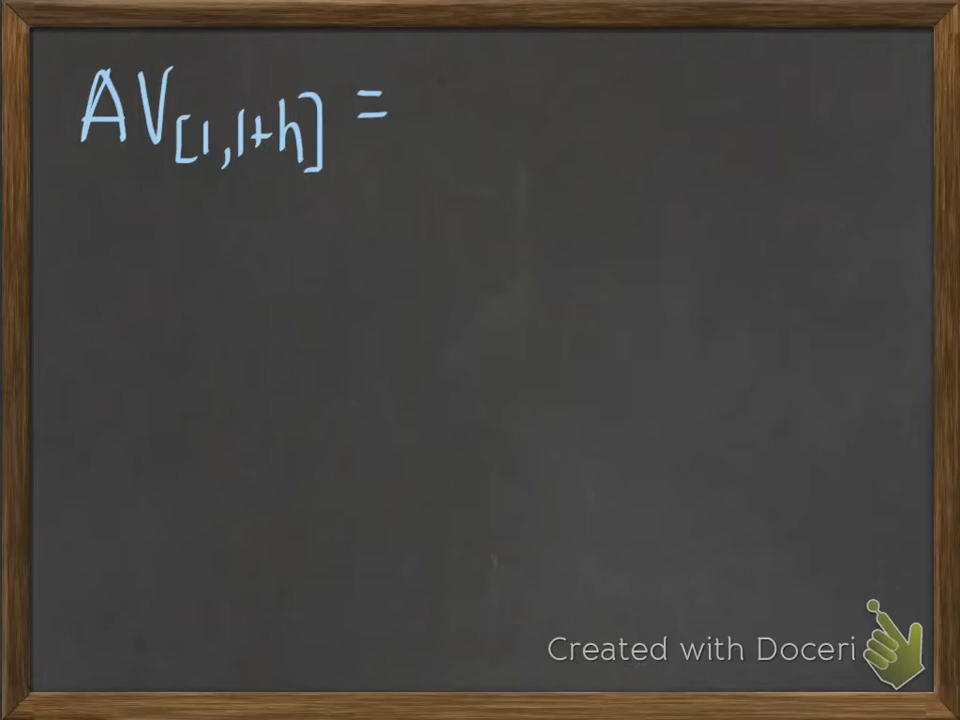 AV[1,1+h] =
Created with Doceri